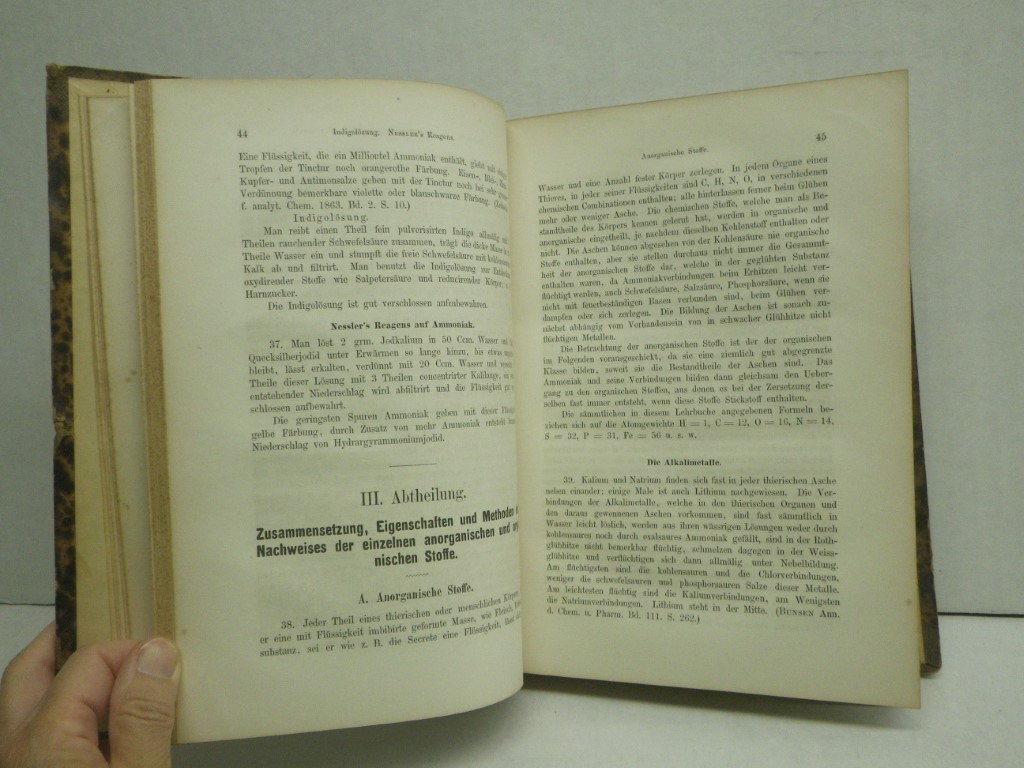 44
Indigolösung. NESSLER's Reagens.
Eine Flüssigkeit, die ein Milliontel Ammoniak enthält, giebt mit
Tropfen der Tinctur noch orangerothe Färbung. Eisen-, Blei-,
Kupfer- und Antimonsalze geben mit der Tinctur noch bei sehr
Verdünnung bemerkbare violette oder blauschwarze Färbung.
f. analyt. Chem. 1863, Bd. 2. S. 10.)
Indigolösung.
Man reibt einen Theil fein pulverisirten Indigo allmälig mit
Theilen rauchender Schwefelsäure zusammen, trägt die dicke Masse in
Theile Wasser ein und stumpft die freie Schwefelsäure mit kohlensaurem
Kalk ab und filtrirt. Man benutzt die Indigolösung zur
oxydirender Stoffe wie Salpetersäure und reducirender Körper,
Harnzucker.
Die Indigolösung ist gut verschlossen aufzubewahren.
Nessler's Reagens auf Ammoniak.
37. Man löst 2 grm. Jodkalium in 50 Ccm. Wasser und
Quecksilberjodid unter Erwärmen so lange hinzu, bis etwas
bleibt, lässt erkalten, verdünnt mit 20 Ccm. Wasser und
Theile dieser Lösung mit 3 Theilen concentrirter Kalilauge,
entstehender Niederschlag wird abfiltrirt und die Flüssigkeit gut
schlossen aufbewahrt.
Die geringsten Spuren Ammoniak geben mit dieser
gelbe Färbung, durch Zusatz von mehr Ammoniak entsteht
Niederschlag von Hydrargyrammoniumjodid.
III. Abtheilung.
Zusammensetzung, Eigenschaften und Methoden
Nachweises der einzelnen anorganischen und
nischen Stoffe.
A. Anorganische Stoffe.
38. Jeder Theil eines thierischen oder menschlichen Körpers,
er eine mit Flüssigkeit imbibirte geformte Masse, wie Fleisch,
substanz, sei er wie z. B. die Secrete eine Flüssigkeit, lässt
45
Anorganische Stoffe.
Wasser und eine Anzahl fester Körper zerlegen. In jedem Organe eines
Thieres, in jeder seiner Flüssigkeiten sind C, H, N, O, in verschiedenen
chemischen Combinationen enthalten; alle hinterlassen ferner beim Glühen
mehr oder weniger Asche. Die chemischen Stoffe, welche man als Be-
standtheile des Körpers kennen gelernt hat, werden in organische und
anorganische eingetheilt, je nachdem dieselben Kohlenstoff enthalten oder
nicht. Die Aschen können abgesehen von der Kohlensäure nie organische
Stoffe enthalten, aber sie stellen durchaus nicht immer die Gesammt-
heit der anorganischen Stoffe dar, welche in der geglühten Substanz
enthalten waren, da Ammoniakverbindungen beim Erhitzen leicht ver-
flüchtigt werden, auch Schwefelsäure, Salzsäure, Phosphorsäure, wenn sie
nicht mit feuerbeständigen Basen verbunden sind, beim Glühen ver-
dampfen oder sich zerlegen. Die Bildung der Aschen ist sonach zu-
nächst abhängig vom Vorhandensein von in schwacher Glühhitze nicht
flüchtigen Metallen.
Die Betrachtung der anorganischen Stoffe ist der der organischen
im Folgenden vorausgeschickt, da sie eine ziemlich gut abgegrenzte
Klasse bilden, soweit sie die Bestandtheile der Aschen sind. Das
Ammoniak und seine Verbindungen bilden dann gleichsam den Ueber-
gang zu den organischen Stoffen, aus denen es bei der Zersetzung der-
selben fast immer entsteht, wenn diese Stoffe Stickstoff enthalten.
Die sämmtlichen in diesem Lehrbuche angegebenen Formeln be-
ziehen sich auf die Atomgewichte H = 1, C = 12, O = 16, N = 14,
S = 32, P = 31, Fe = 56 u. s. w.
Die Alkalimetalle.
39. Kalium und Natrium finden sich fast in jeder thierischen Asche
neben einander; einige Male ist auch Lithium nachgewiesen. Die Ver-
bindungen der Alkalimetalle, welche in den thierischen Organen und
den daraus gewonnenen Aschen vorkommen, sind fast sämmtlich in
Wasser leicht löslich, werden aus ihren wässrigen Lösungen weder durch
kohlensaures noch durch oxalsaures Ammoniak gefällt, sind in der Roth-
glühhitze nicht bemerkbar flüchtig, schmelzen dagegen in der Weiss-
glühhitze und verflüchtigen sich dann allmälig unter Nebelbildung.
Am flüchtigsten sind die kohlensauren und die Chlorverbindungen,
weniger die schwefelsauren und phosphorsauren Salze dieser Metalle.
Am leichtesten flüchtig sind die Kaliumverbindungen, am Wenigsten
die Natriumverbindungen. Lithium steht in der Mitte. (BUNSEN Ann.
d. Chem. u. Pharm. Bd. 111. S. 262.)